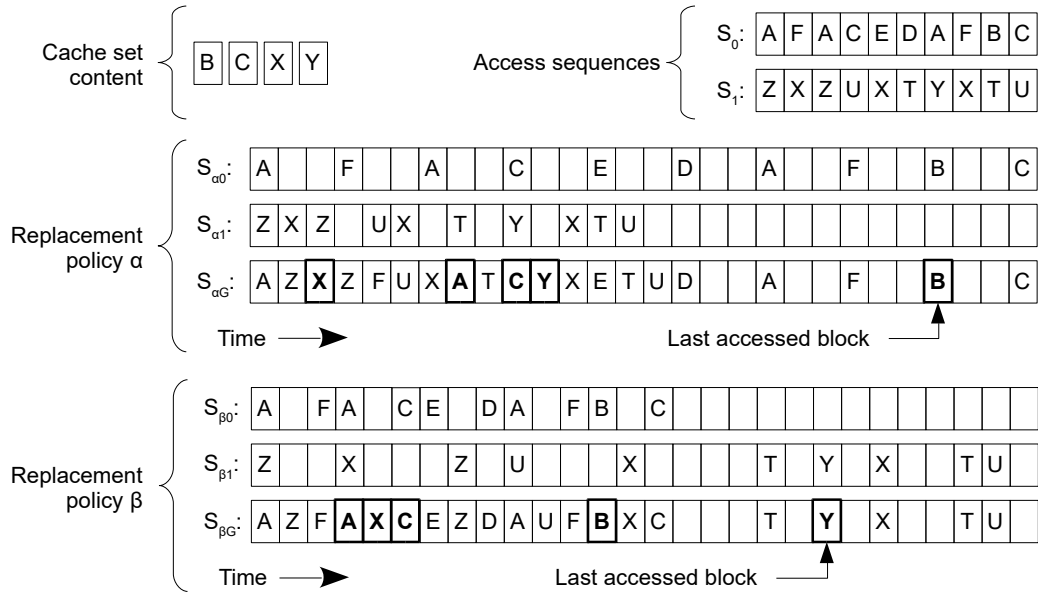 Cache set content
B C X Y
Access sequences
S0: A F A C E D A F B C
S1: Z X Z U X T Y X T U
Replacement policy α
Sα0: A F A C E D A F B C
Sα1: Z X Z U X T Y X T U
SαG: A Z X Z F U X A T C Y X E T U D A F B C
Time
Last accessed block
Replacement policy β
Sβ0: A F A C E D A F B C
Sβ1: Z X Z U X T Y X T U
SβG: A Z F A X C E Z D A U F B X C T Y X T U
Time
Last accessed block